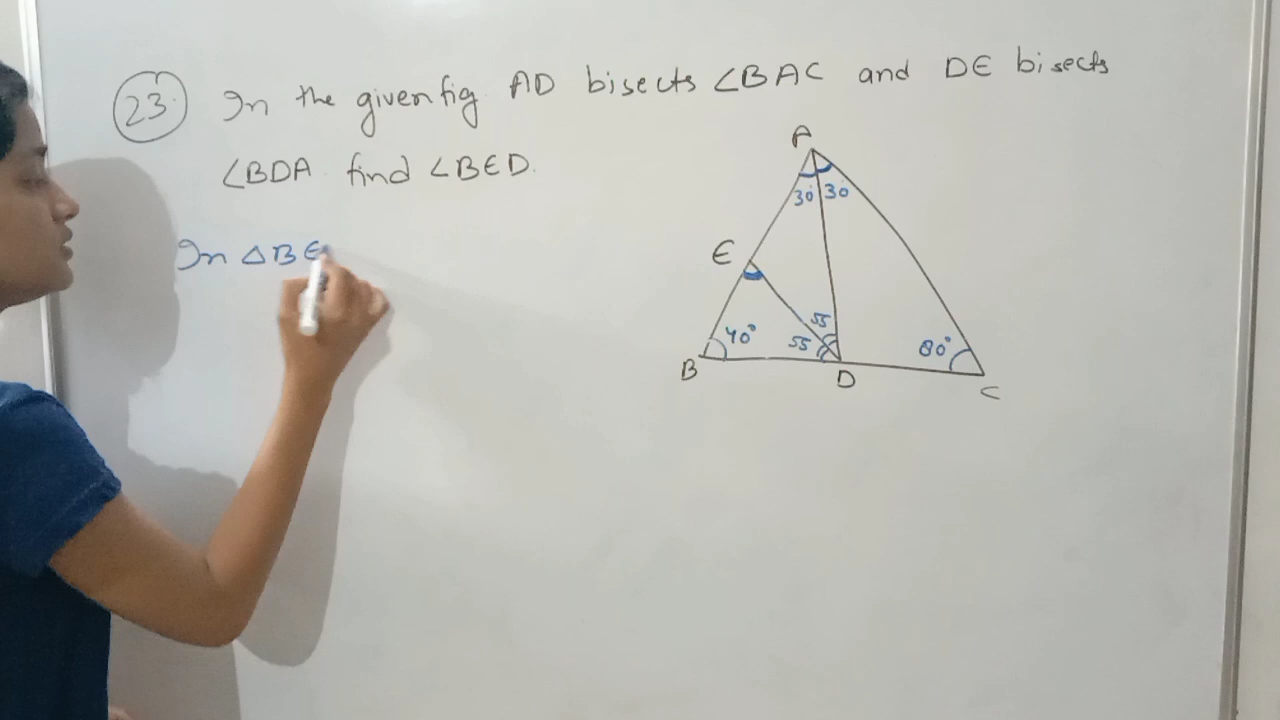 23. In the given fig. AD bisects ∠BAC and DE bisects
∠BDA. find ∠BED.
In △BE
A
30° 30°
E
55
40° 55 80°
B D C